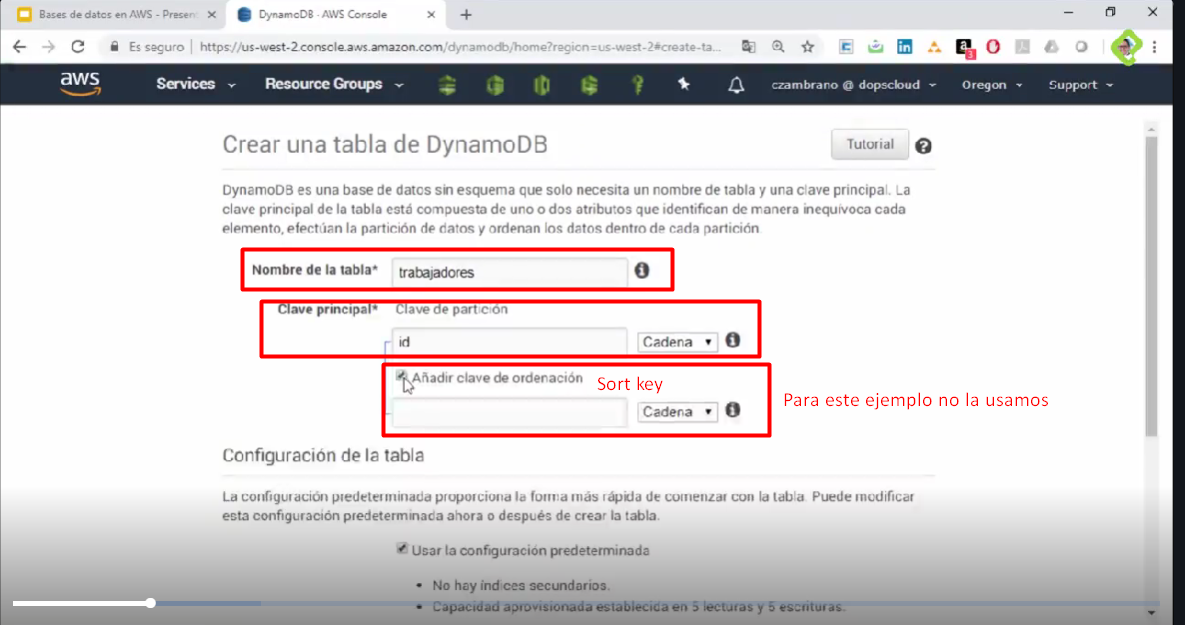 Bases de datos en AWS - Presen
DynamoDB · AWS Console
Es seguro
https://us-west-2.console.aws.amazon.com/dynamodb/home?region=us-west-2#create-ta...
aws
Services
Resource Groups
czambrano @ dopscloud
Oregon
Support
Crear una tabla de DynamoDB
Tutorial
DynamoDB es una base de datos sin esquema que solo necesita un nombre de tabla y una clave principal. La
clave principal de la tabla está compuesta de uno o dos atributos que identifican de manera inequívoca cada
elemento, efectúan la partición de datos y ordenan los datos dentro de cada partición.
Nombre de la tabla*
trabajadores
Clave principal*
Clave de partición
id
Cadena
Añadir clave de ordenación
Sort key
Cadena
Para este ejemplo no la usamos
Configuración de la tabla
La configuración predeterminada proporciona la forma más rápida de comenzar con la tabla. Puede modificar
esta configuración predeterminada ahora o después de crear la tabla.
Usar la configuración predeterminada
• No hay índices secundarios.
• Capacidad aprovisionada establecida en 5 lecturas y 5 escrituras.